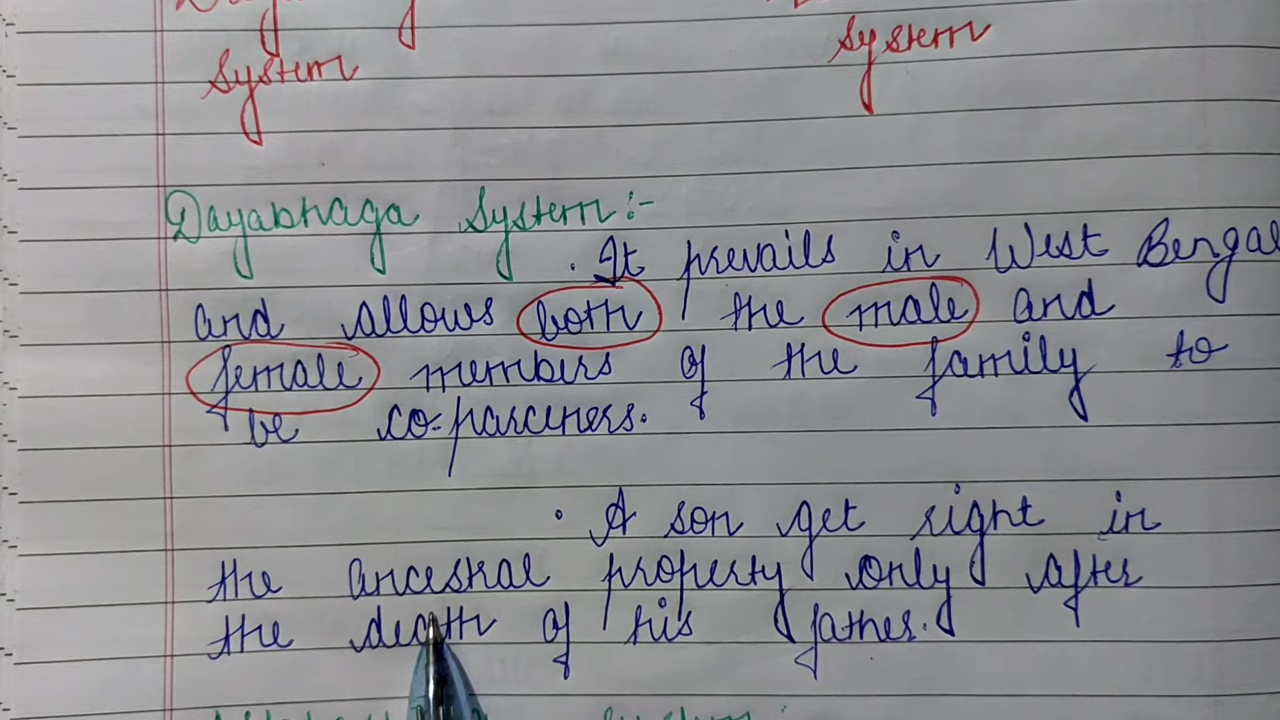 System
System
Dayabhaga System:-
. It prevails in West Bengal
and allows both the male and
female members of the family to
be co-parceners.
. A son get right in
the ancestral property only after
the death of his father.
System: